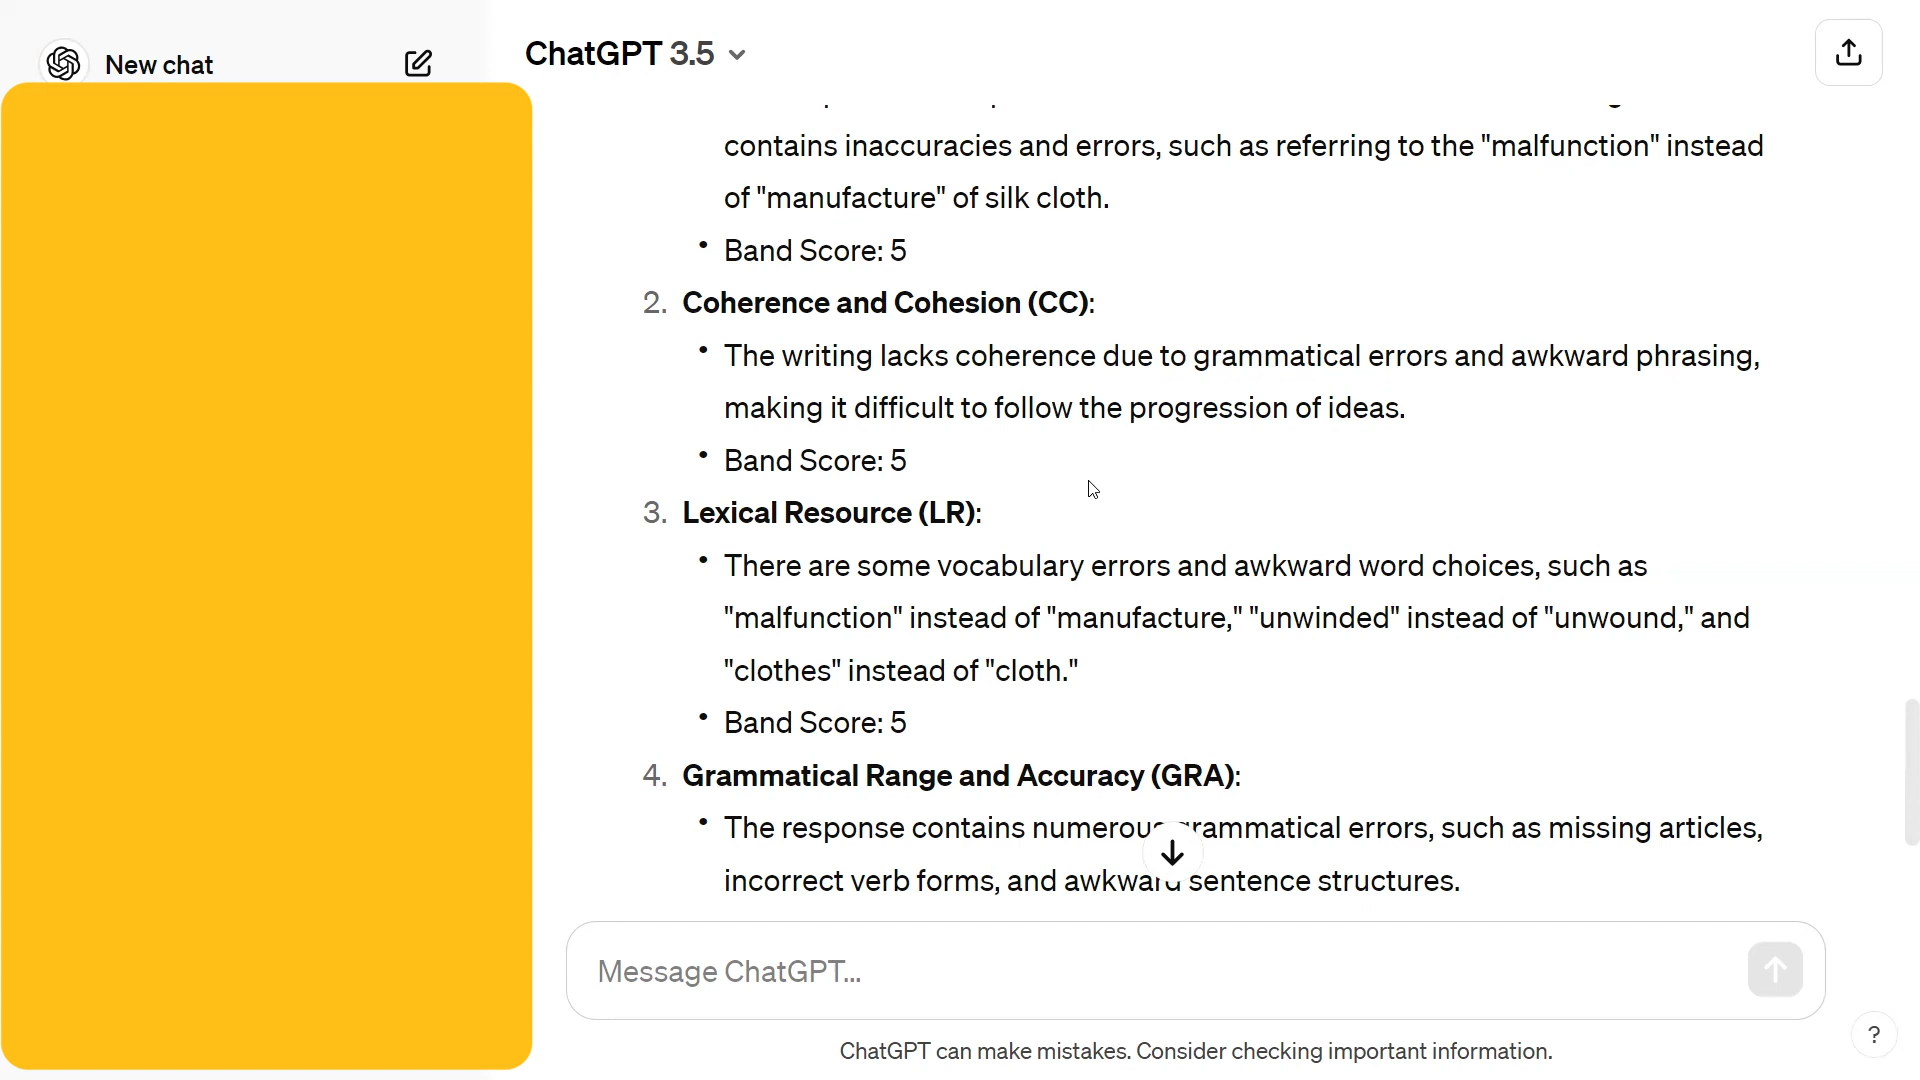 New chat
ChatGPT 3.5
contains inaccuracies and errors, such as referring to the "malfunction" instead
of "manufacture" of silk cloth.
• Band Score: 5
2. Coherence and Cohesion (CC):
• The writing lacks coherence due to grammatical errors and awkward phrasing,
making it difficult to follow the progression of ideas.
• Band Score: 5
3. Lexical Resource (LR):
• There are some vocabulary errors and awkward word choices, such as
"malfunction" instead of "manufacture," "unwinded" instead of "unwound," and
"clothes" instead of "cloth."
• Band Score: 5
4. Grammatical Range and Accuracy (GRA):
• The response contains numerous grammatical errors, such as missing articles,
incorrect verb forms, and awkward sentence structures.
Message ChatGPT...
ChatGPT can make mistakes. Consider checking important information.
?